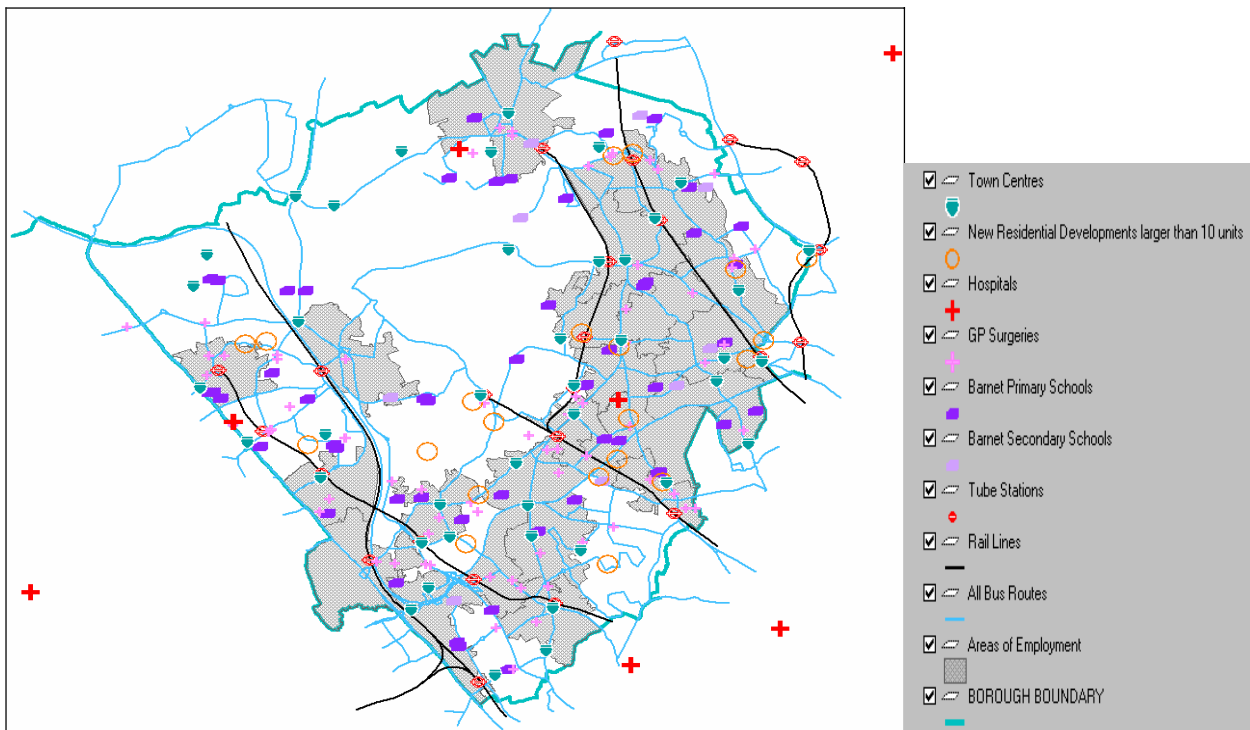 Town Centres
New Residential Developments larger than 10 units
Hospitals
GP Surgeries
Barnet Primary Schools
Barnet Secondary Schools
Tube Stations
Rail Lines
All Bus Routes
Areas of Employment
BOROUGH BOUNDARY